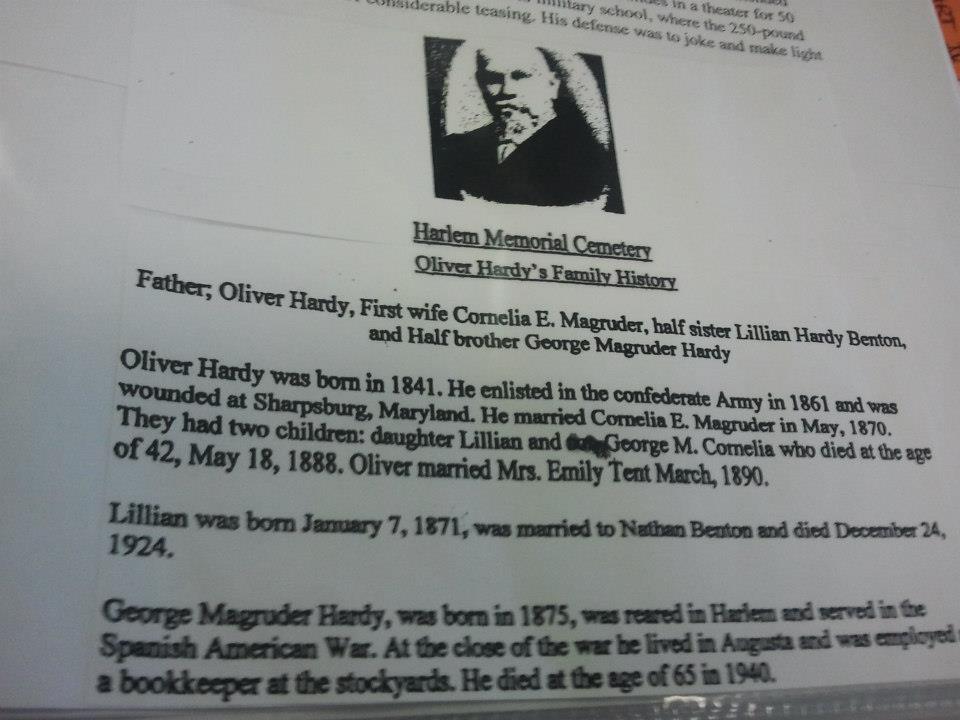 in a theater for 50
military school, where the 250-pound
considerable teasing. His defense was to joke and make light
Harlem Memorial Cemetery
Oliver Hardy's Family History
Father; Oliver Hardy, First wife Cornelia E. Magruder, half sister Lillian Hardy Benton,
and Half brother George Magruder Hardy
Oliver Hardy was born in 1841. He enlisted in the confederate Army in 1861 and was
wounded at Sharpsburg, Maryland. He married Cornelia E. Magruder in May, 1870.
They had two children: daughter Lillian and George M. Cornelia who died at the age
of 42, May 18, 1888. Oliver married Mrs. Emily Tent March, 1890.
Lillian was born January 7, 1871, was married to Nathan Benton and died December 24,
1924.
George Magruder Hardy, was born in 1875, was reared in Harlem and served in the
Spanish American War. At the close of the war he lived in Augusta and was employed
a bookkeeper at the stockyards. He died at the age of 65 in 1940.